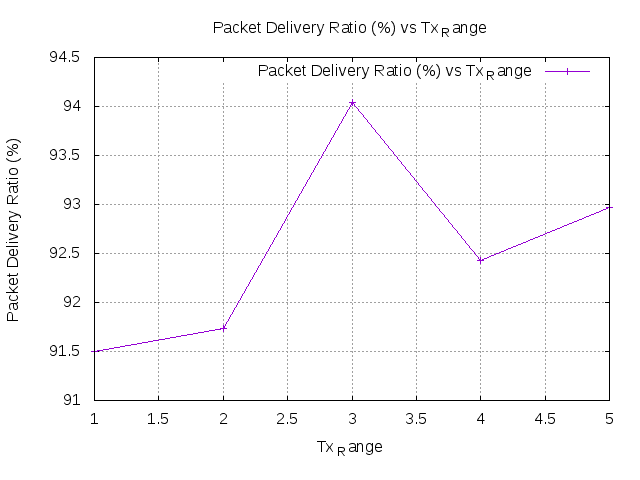 Packet Delivery Ratio (%) vs Tx_Range
94.5
Packet Delivery Ratio (%) vs Tx_Range
94
93.5
93
92.5
92
91.5
91
Packet Delivery Ratio (%)
1 1.5 2 2.5 3 3.5 4 4.5 5
Tx_Range